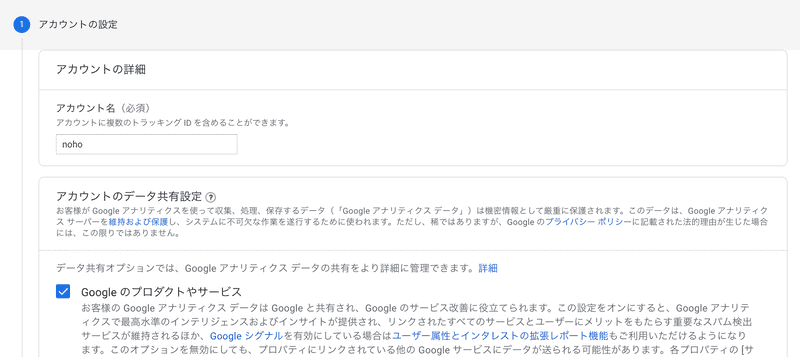 1 アカウントの設定
アカウントの詳細
アカウント名（必須）
アカウントに複数のトラッキング ID を含めることができます。
noho
アカウントのデータ共有設定 ?
お客様が Google アナリティクスを使って収集、処理、保存するデータ（「Google アナリティクス データ」）は機密情報として厳重に保護されます。このデータは、Google アナリティク
ス サーバーを維持および保護し、システムに不可欠な作業を遂行するために使われます。ただし、稀ではありますが、Google のプライバシー ポリシーに記載された法的理由が生じた場合
には、この限りではありません。
データ共有オプションでは、Google アナリティクス データの共有をより詳細に管理できます。詳細
Google のプロダクトやサービス
お客様の Google アナリティクス データは Google と共有され、Google のサービス改善に役立てられます。この設定をオンにすると、Google アナリティ
クスで最高水準のインテリジェンスおよびインサイトが提供され、リンクされたすべてのサービスとユーザーにメリットをもたらす重要なスパム検出
サービスが維持されるほか、Google シグナルを有効にしている場合はユーザー属性とインタレストの拡張レポート機能もご利用いただけるようになり
ます。このオプションを無効にしても、プロパティにリンクされている他の Google サービスにデータが送られる可能性があります。各プロパティの [サ